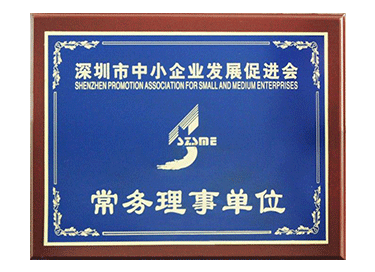 深圳市中小企业发展促进会
SHENZHEN PROMOTION ASSOCIATION FOR SMALL AND MEDIUM ENTERPRISES
SZSME
常务理事单位